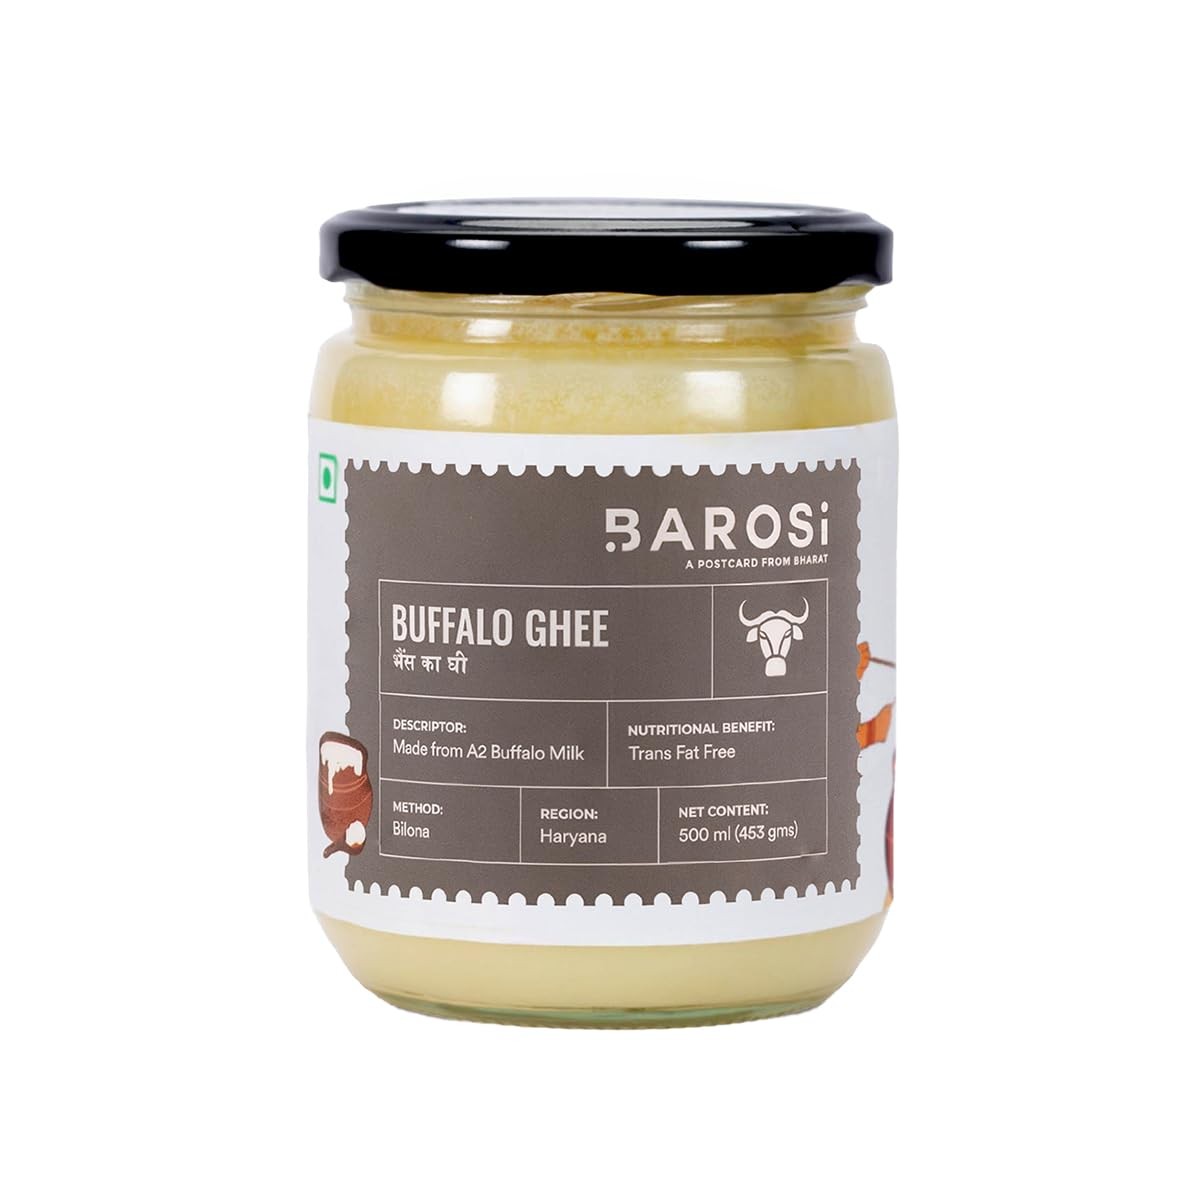 BAROSi
A POSTCARD FROM BHARAT
BUFFALO GHEE
भैंस का घी
DESCRIPTOR:
Made from A2 Buffalo Milk
NUTRITIONAL BENEFIT:
Trans Fat Free
METHOD:
Bilona
REGION:
Haryana
NET CONTENT:
500 ml (453 gms)